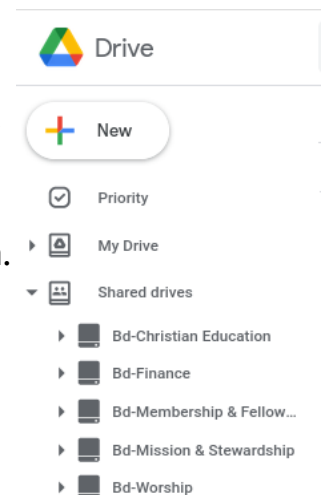 Drive
New
Priority
My Drive
Shared drives
Bd-Christian Education
Bd-Finance
Bd-Membership & Fellow...
Bd-Mission & Stewardship
Bd-Worship